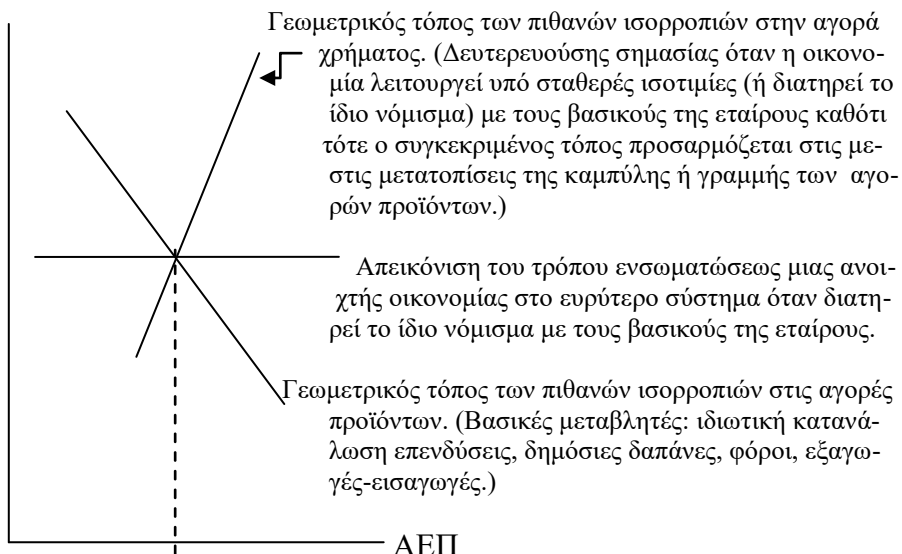 Γεωμετρικός τόπος των πιθανών ισορροπιών στην αγορά
χρήματος. (Δευτερευούσης σημασίας όταν η οικονο-
μία λειτουργεί υπό σταθερές ισοτιμίες (ή διατηρεί το
ίδιο νόμισμα) με τους βασικούς της εταίρους καθότι
τότε ο συγκεκριμένος τόπος προσαρμόζεται στις με-
στις μετατοπίσεις της καμπύλης ή γραμμής των αγο-
ρών προϊόντων.)
Απεικόνιση του τρόπου ενσωματώσεως μιας ανοι-
χτής οικονομίας στο ευρύτερο σύστημα όταν διατη-
ρεί το ίδιο νόμισμα με τους βασικούς της εταίρους.
Γεωμετρικός τόπος των πιθανών ισορροπιών στις αγορές
προϊόντων. (Βασικές μεταβλητές: ιδιωτική κατανά-
λωση επενδύσεις, δημόσιες δαπάνες, φόροι, εξαγω-
γές-εισαγωγές.)
ΑΕΠ